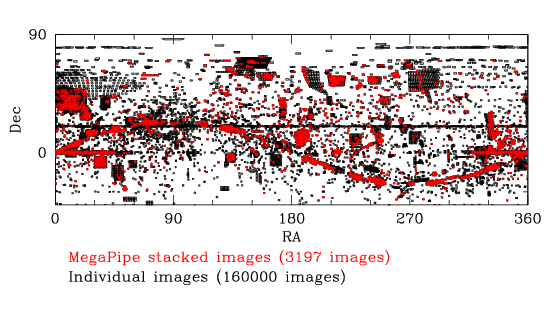 90
Dec
0
0
90
180
270
360
RA
MegaPipe stacked images (3197 images)
Individual images (160000 images)